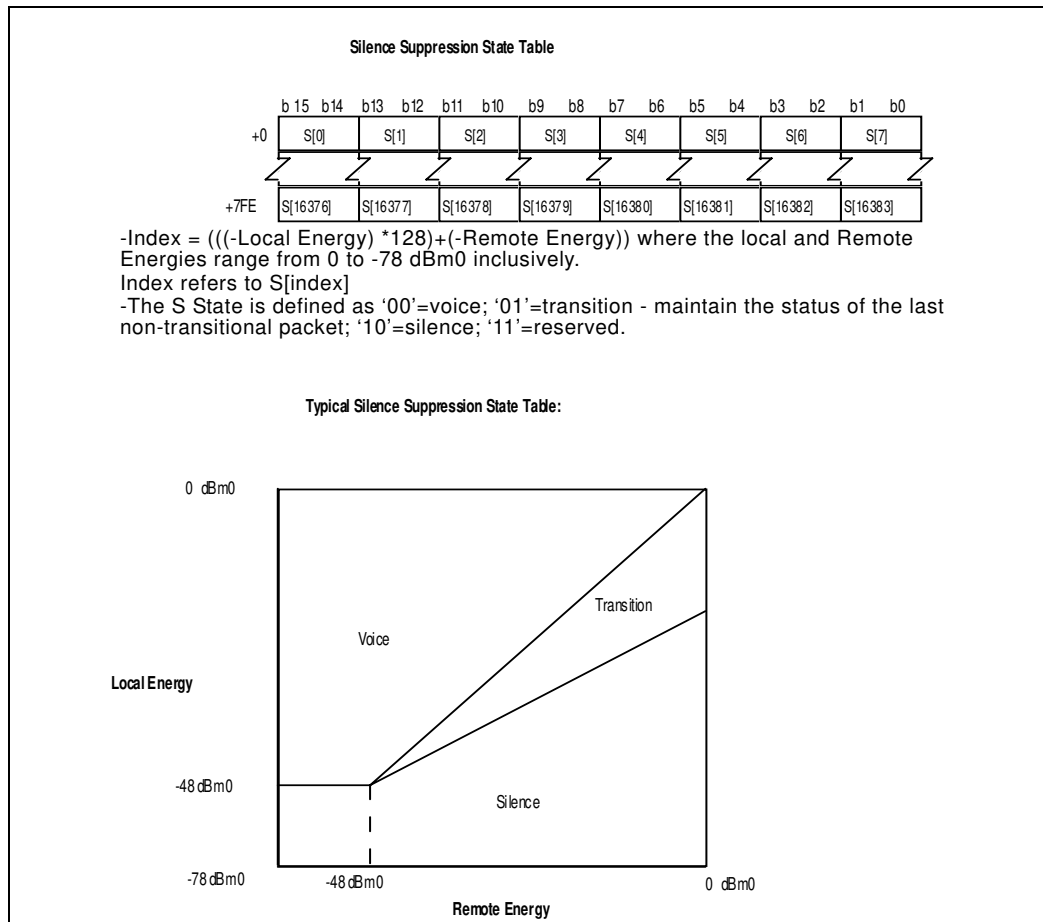 Silence Suppression State Table
b 15 b14 b13 b12 b11 b10 b9 b8 b7 b6 b5 b4 b3 b2 b1 b0
+0 S[0] S[1] S[2] S[3] S[4] S[5] S[6] S[7]
+7FE S[16376] S[16377] S[16378] S[16379] S[16380] S[16381] S[16382] S[16383]
-Index = (((-Local Energy) *128)+(-Remote Energy)) where the local and Remote
Energies range from 0 to -78 dBm0 inclusively.
Index refers to S[index]
-The S State is defined as ‘00’=voice; ‘01’=transition - maintain the status of the last
non-transitional packet; ‘10’=silence; ‘11’=reserved.
Typical Silence Suppression State Table:
0 dBm0
Transition
Voice
Local Energy
-48 dBm0
Silence
-78 dBm0 -48 dBm0 0 dBm0
Remote Energy